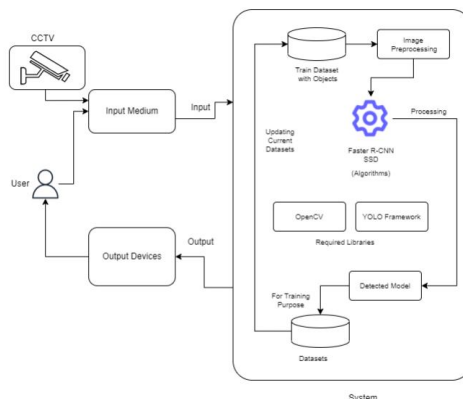 CCTV
Input Medium
Input
User
Output Devices
Output
Train Dataset
with Objects
Image
Preprocessing
Updating
Current
Datasets
Processing
Faster R-CNN
SSD
(Algorithms)
OpenCV
YOLO Framework
Required Libraries
For Training
Purpose
Detected Model
Datasets
System